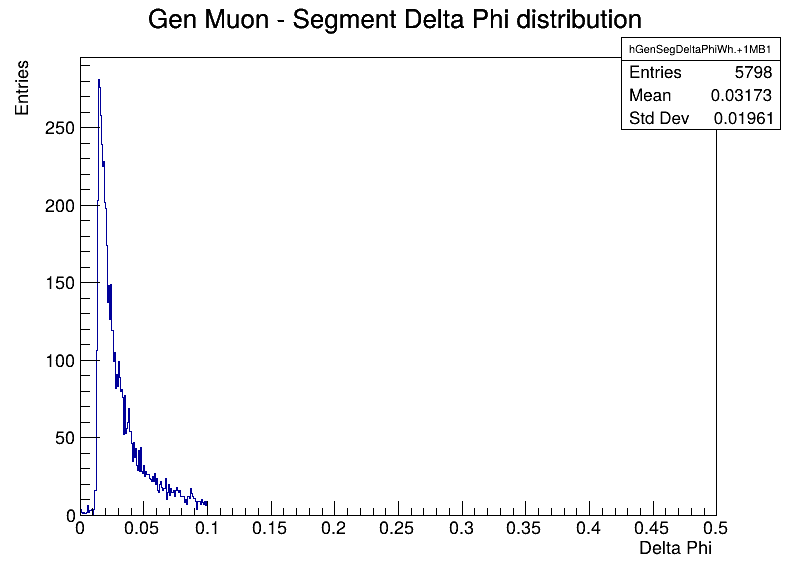 Gen Muon - Segment Delta Phi distribution
hGenSegDeltaPhiWh.+1MB1
Entries 5798
Mean 0.03173
Std Dev 0.01961
Entries
250
200
150
100
50
0
0 0.05 0.1 0.15 0.2 0.25 0.3 0.35 0.4 0.45 0.5
Delta Phi